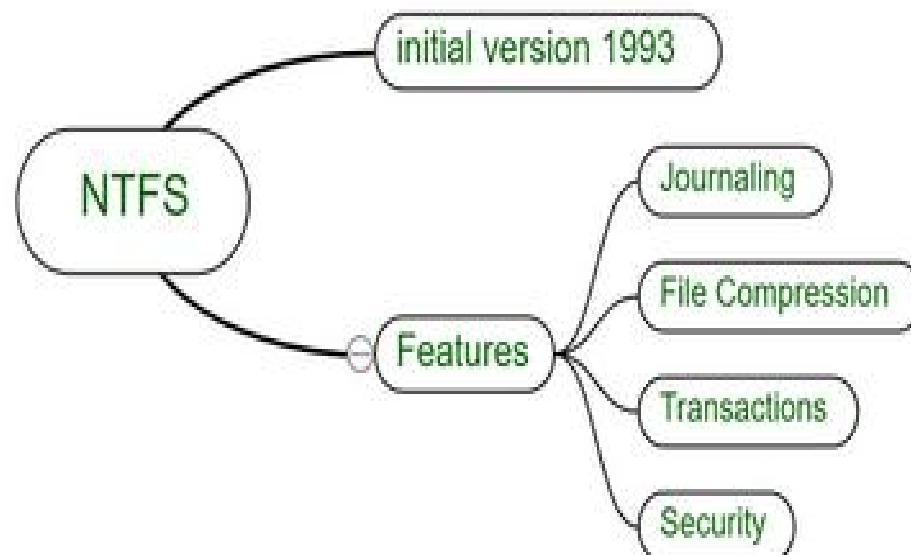 initial version 1993
NTFS
Journaling
File Compression
Features
Transactions
Security